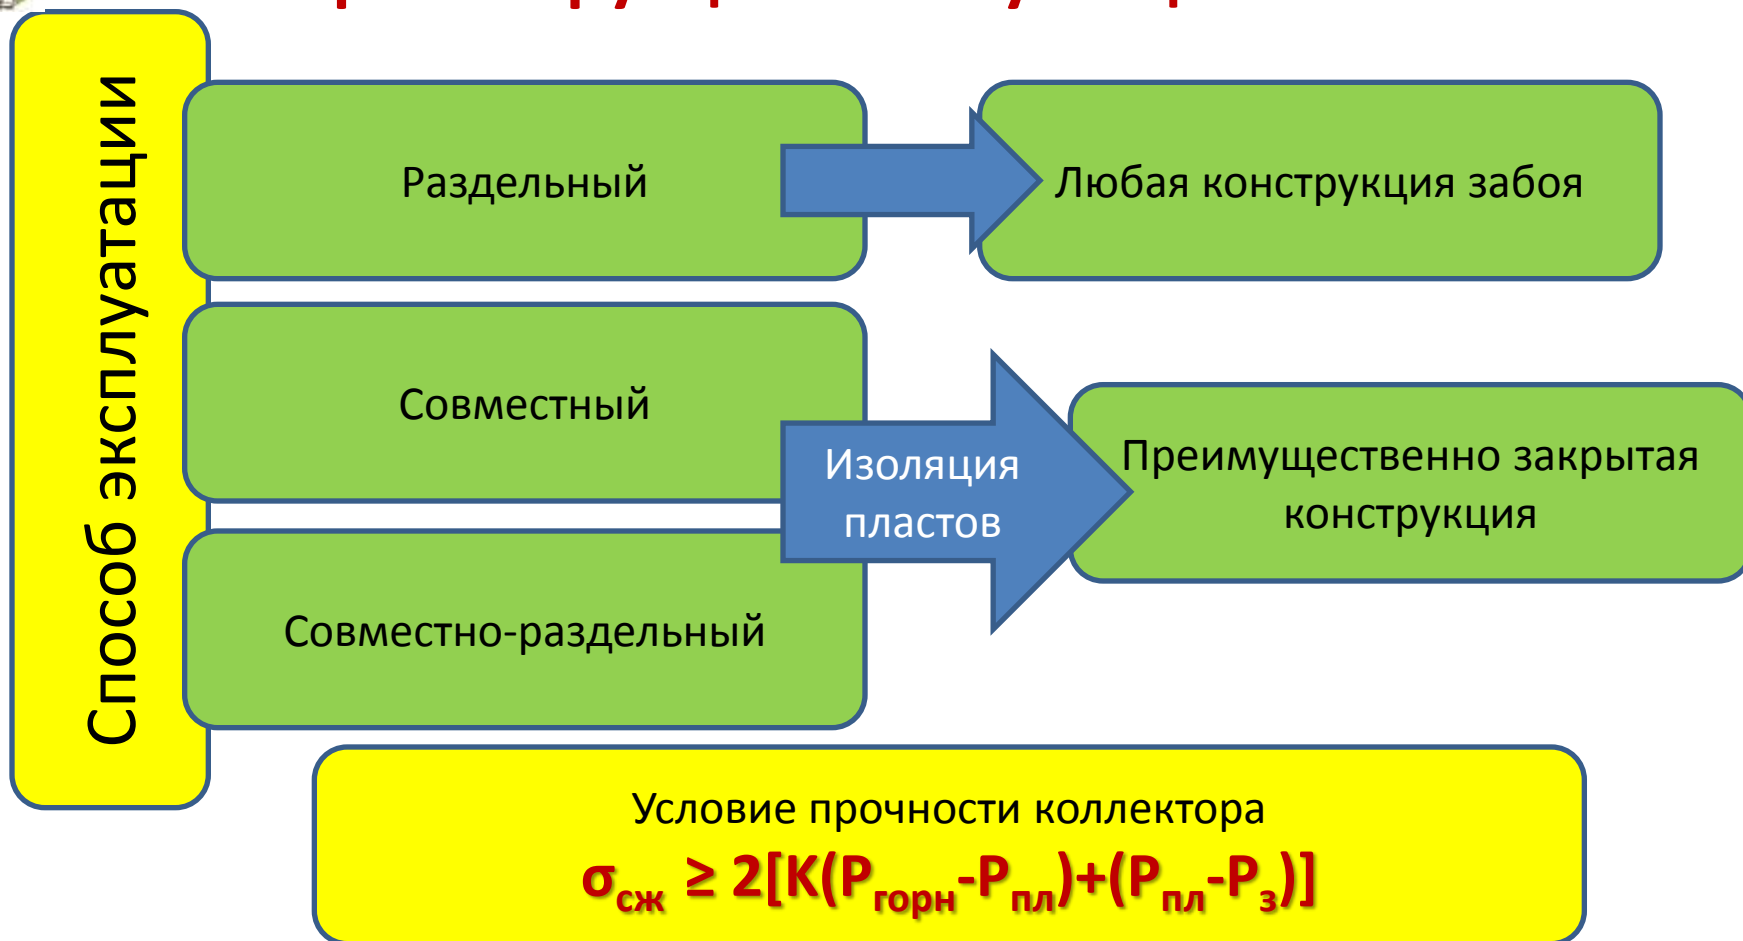 Способ эксплуатации
Раздельный
Любая конструкция забоя
Совместный
Изоляция
пластов
Преимущественно закрытая
конструкция
Совместно-раздельный
Условие прочности коллектора
σсж ≥ 2[K(Pгорн-Pпл)+(Pпл-Pз)]